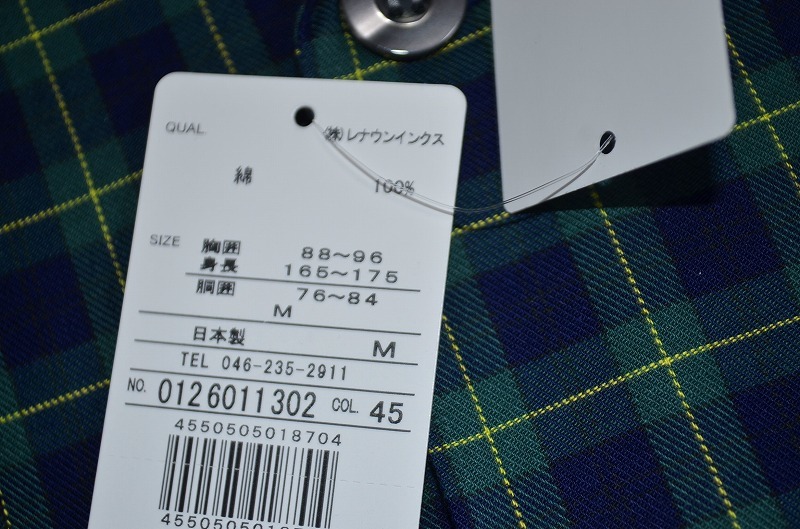 QUAL (株)レナウンインクス
綿 100%
SIZE 胸囲 88～96
身長 165～175
胴囲 76～84
M
日本製 M
TEL 046-235-2911
NO. 0126011302 COL. 45
4550505018704
455050501870